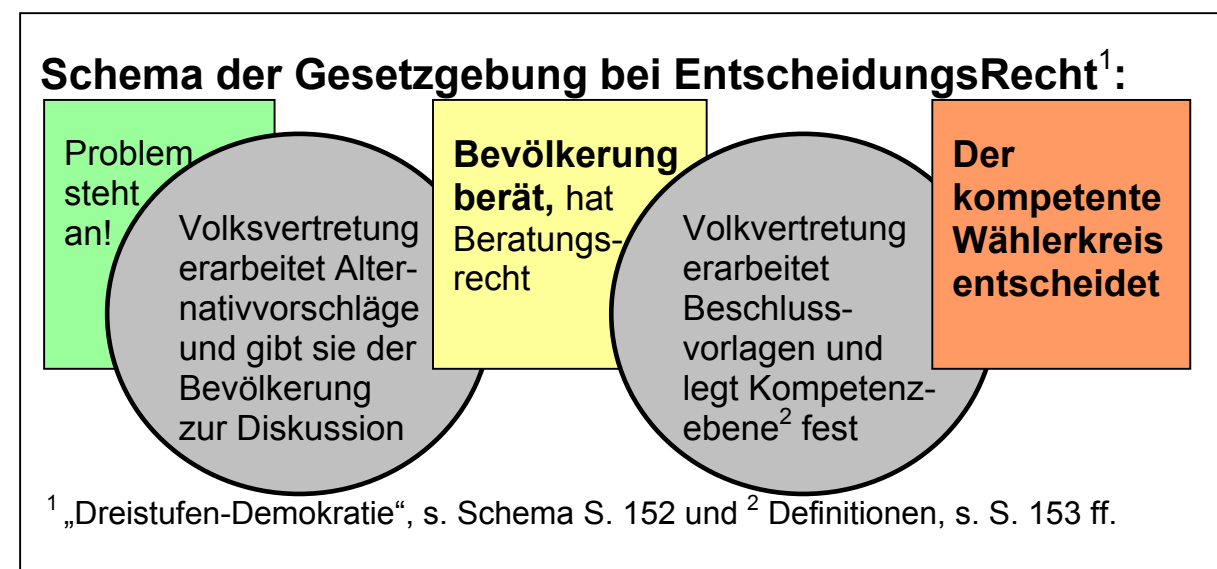 Schema der Gesetzgebung bei EntscheidungsRecht¹:
Problem
steht
an!
Volksvertretung
erarbeitet Alter-
nativvorschläge
und gibt sie der
Bevölkerung
zur Diskussion
Bevölkerung
berät, hat
Beratungs-
recht
Volkvertretung
erarbeitet
Beschluss-
vorlagen und
legt Kompetenz-
ebene² fest
Der
kompetente
Wählerkreis
entscheidet
¹ „Dreistufen-Demokratie“, s. Schema S. 152 und ² Definitionen, s. S. 153 ff.